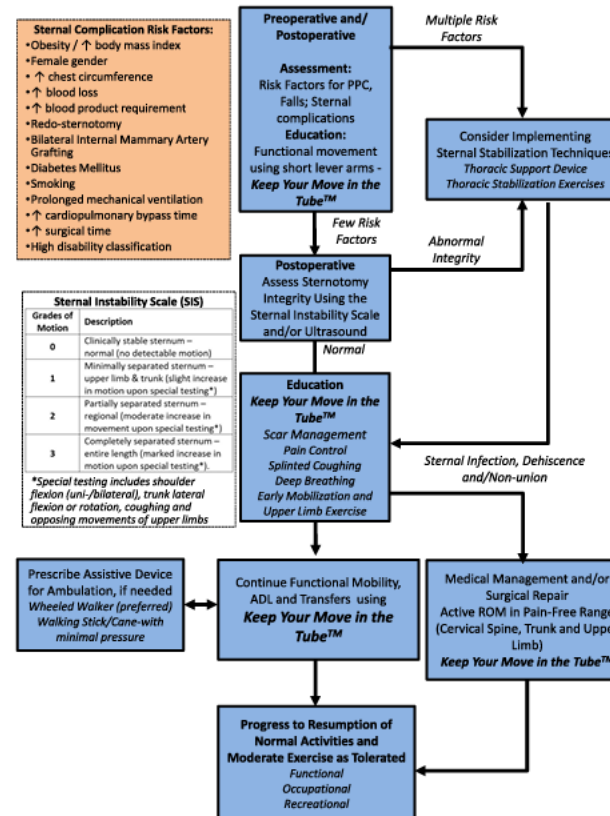 Sternal Complication Risk Factors:
•Obesity / ↑ body mass index
•Female gender
• ↑ chest circumference
•↑ blood loss
•↑ blood product requirement
•Redo-sternotomy
•Bilateral Internal Mammary Artery
Grafting
•Diabetes Mellitus
•Smoking
•Prolonged mechanical ventilation
•↑ cardiopulmonary bypass time
•↑ surgical time
•High disability classification
Preoperative and/
Postoperative
Assessment:
Risk Factors for PPC,
Falls; Sternal
complications
Education:
Functional movement
using short lever arms -
Keep Your Move in the
Tube™
Multiple Risk
Factors
Consider Implementing
Sternal Stabilization Techniques
Thoracic Support Device
Thoracic Stabilization Exercises
Few Risk
Factors
Abnormal
Integrity
Postoperative
Assess Sternotomy
Integrity Using the
Sternal Instability Scale
and/or Ultrasound
Normal
Sternal Instability Scale (SIS)
Grades of
Motion
Description
0
Clinically stable sternum –
normal (no detectable motion)
1
Minimally separated sternum –
upper limb & trunk (slight increase
in motion upon special testing*)
2
Partially separated sternum –
regional (moderate increase in
movement upon special testing*)
3
Completely separated sternum –
entire length (marked increase in
motion upon special testing*).
*Special testing includes shoulder
flexion (uni-/bilateral), trunk lateral
flexion or rotation, coughing and
opposing movements of upper limbs
Education
Keep Your Move in the
Tube™
Scar Management
Pain Control
Splinted Coughing
Deep Breathing
Early Mobilization and
Upper Limb Exercise
Sternal Infection, Dehiscence
and/Non-union
Prescribe Assistive Device
for Ambulation, if needed
Wheeled Walker (preferred)
Walking Stick/Cane-with
minimal pressure
Continue Functional Mobility,
ADL and Transfers using
Keep Your Move in the
Tube™
Medical Management and/or
Surgical Repair
Active ROM in Pain-Free Range
(Cervical Spine, Trunk and Upper
Limb)
Keep Your Move in the Tube™
Progress to Resumption of
Normal Activities and
Moderate Exercise as Tolerated
Functional
Occupational
Recreational